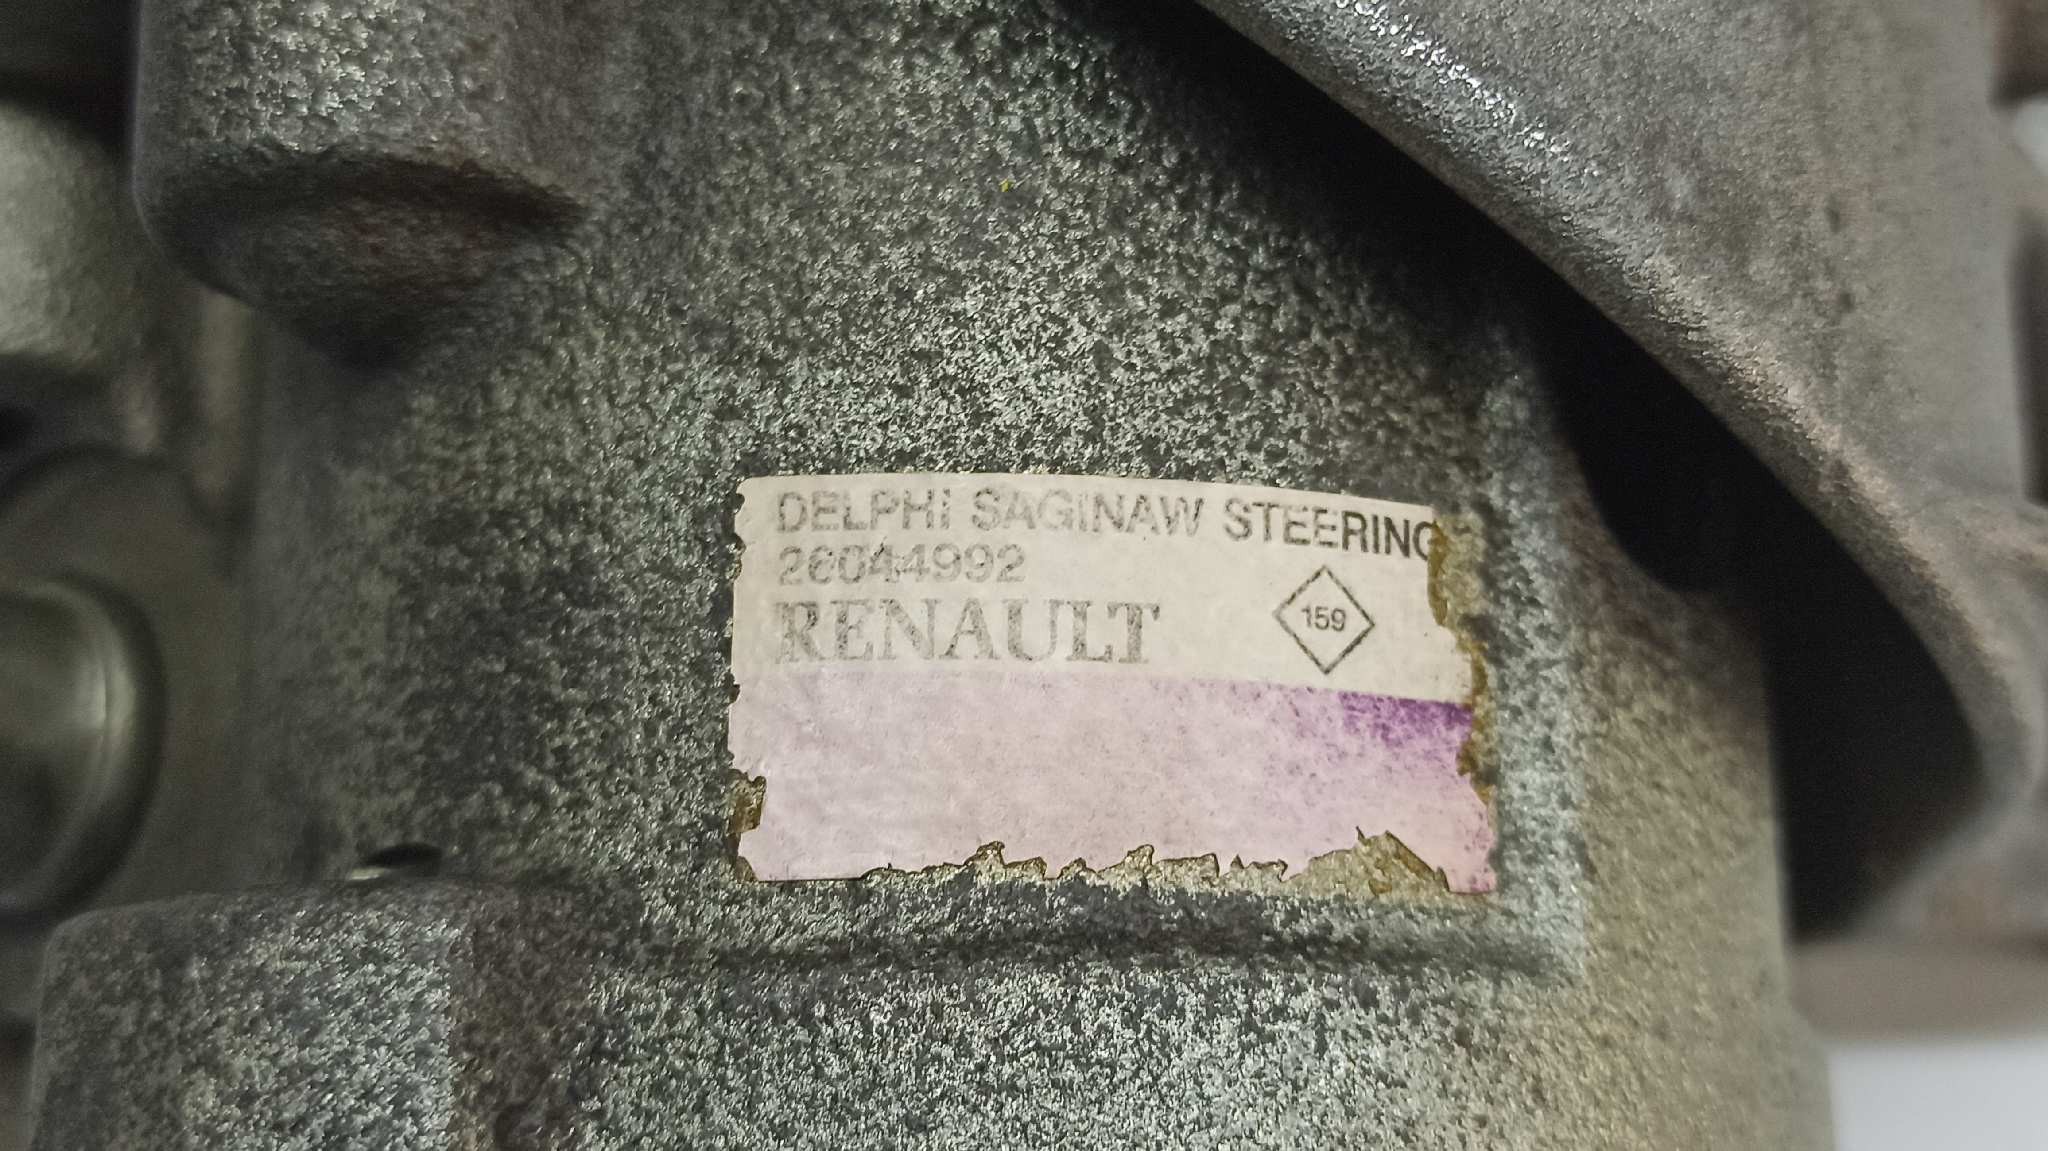 DELPHI SAGINAW STEERING
26044992
RENAULT
159